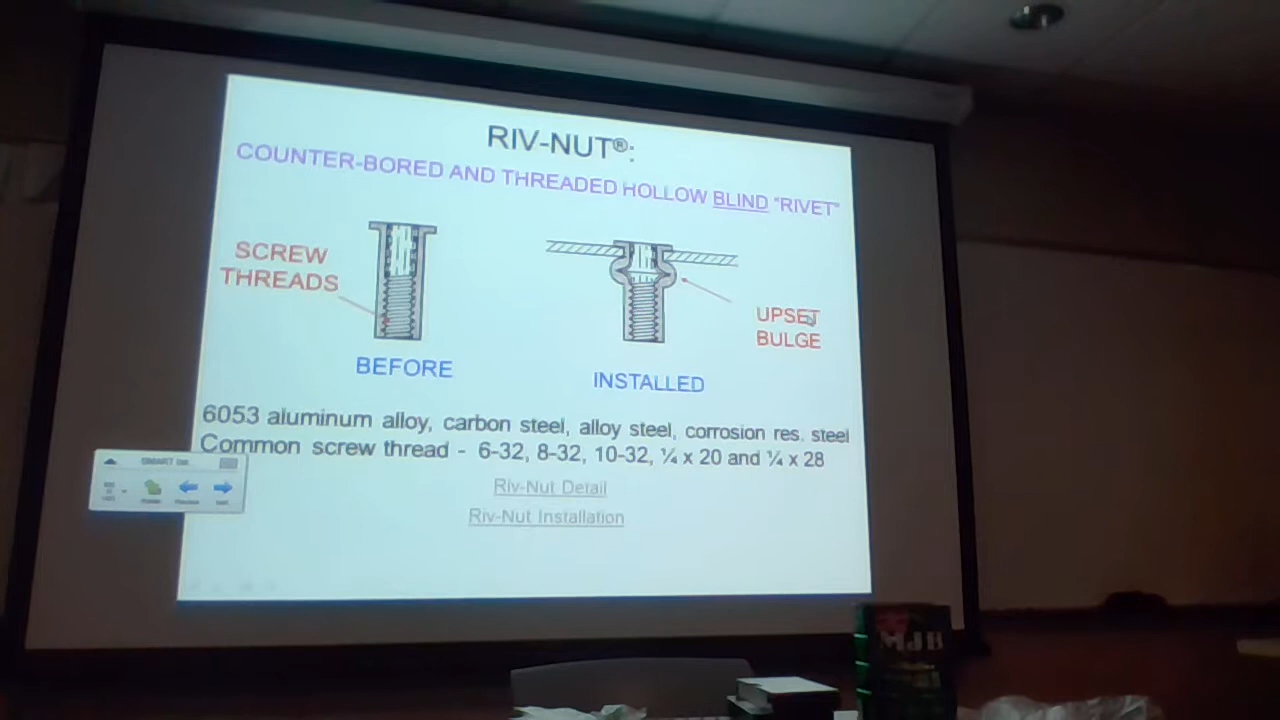 RIV-NUT®:
COUNTER-BORED AND THREADED HOLLOW BLIND "RIVET"
SCREW
THREADS
UPSET
BULGE
BEFORE
INSTALLED
6053 aluminum alloy, carbon steel, alloy steel, corrosion res. steel
Common screw thread - 6-32, 8-32, 10-32, ¼ x 20 and ¼ x 28
Riv-Nut Detail
Riv-Nut Installation
MJB